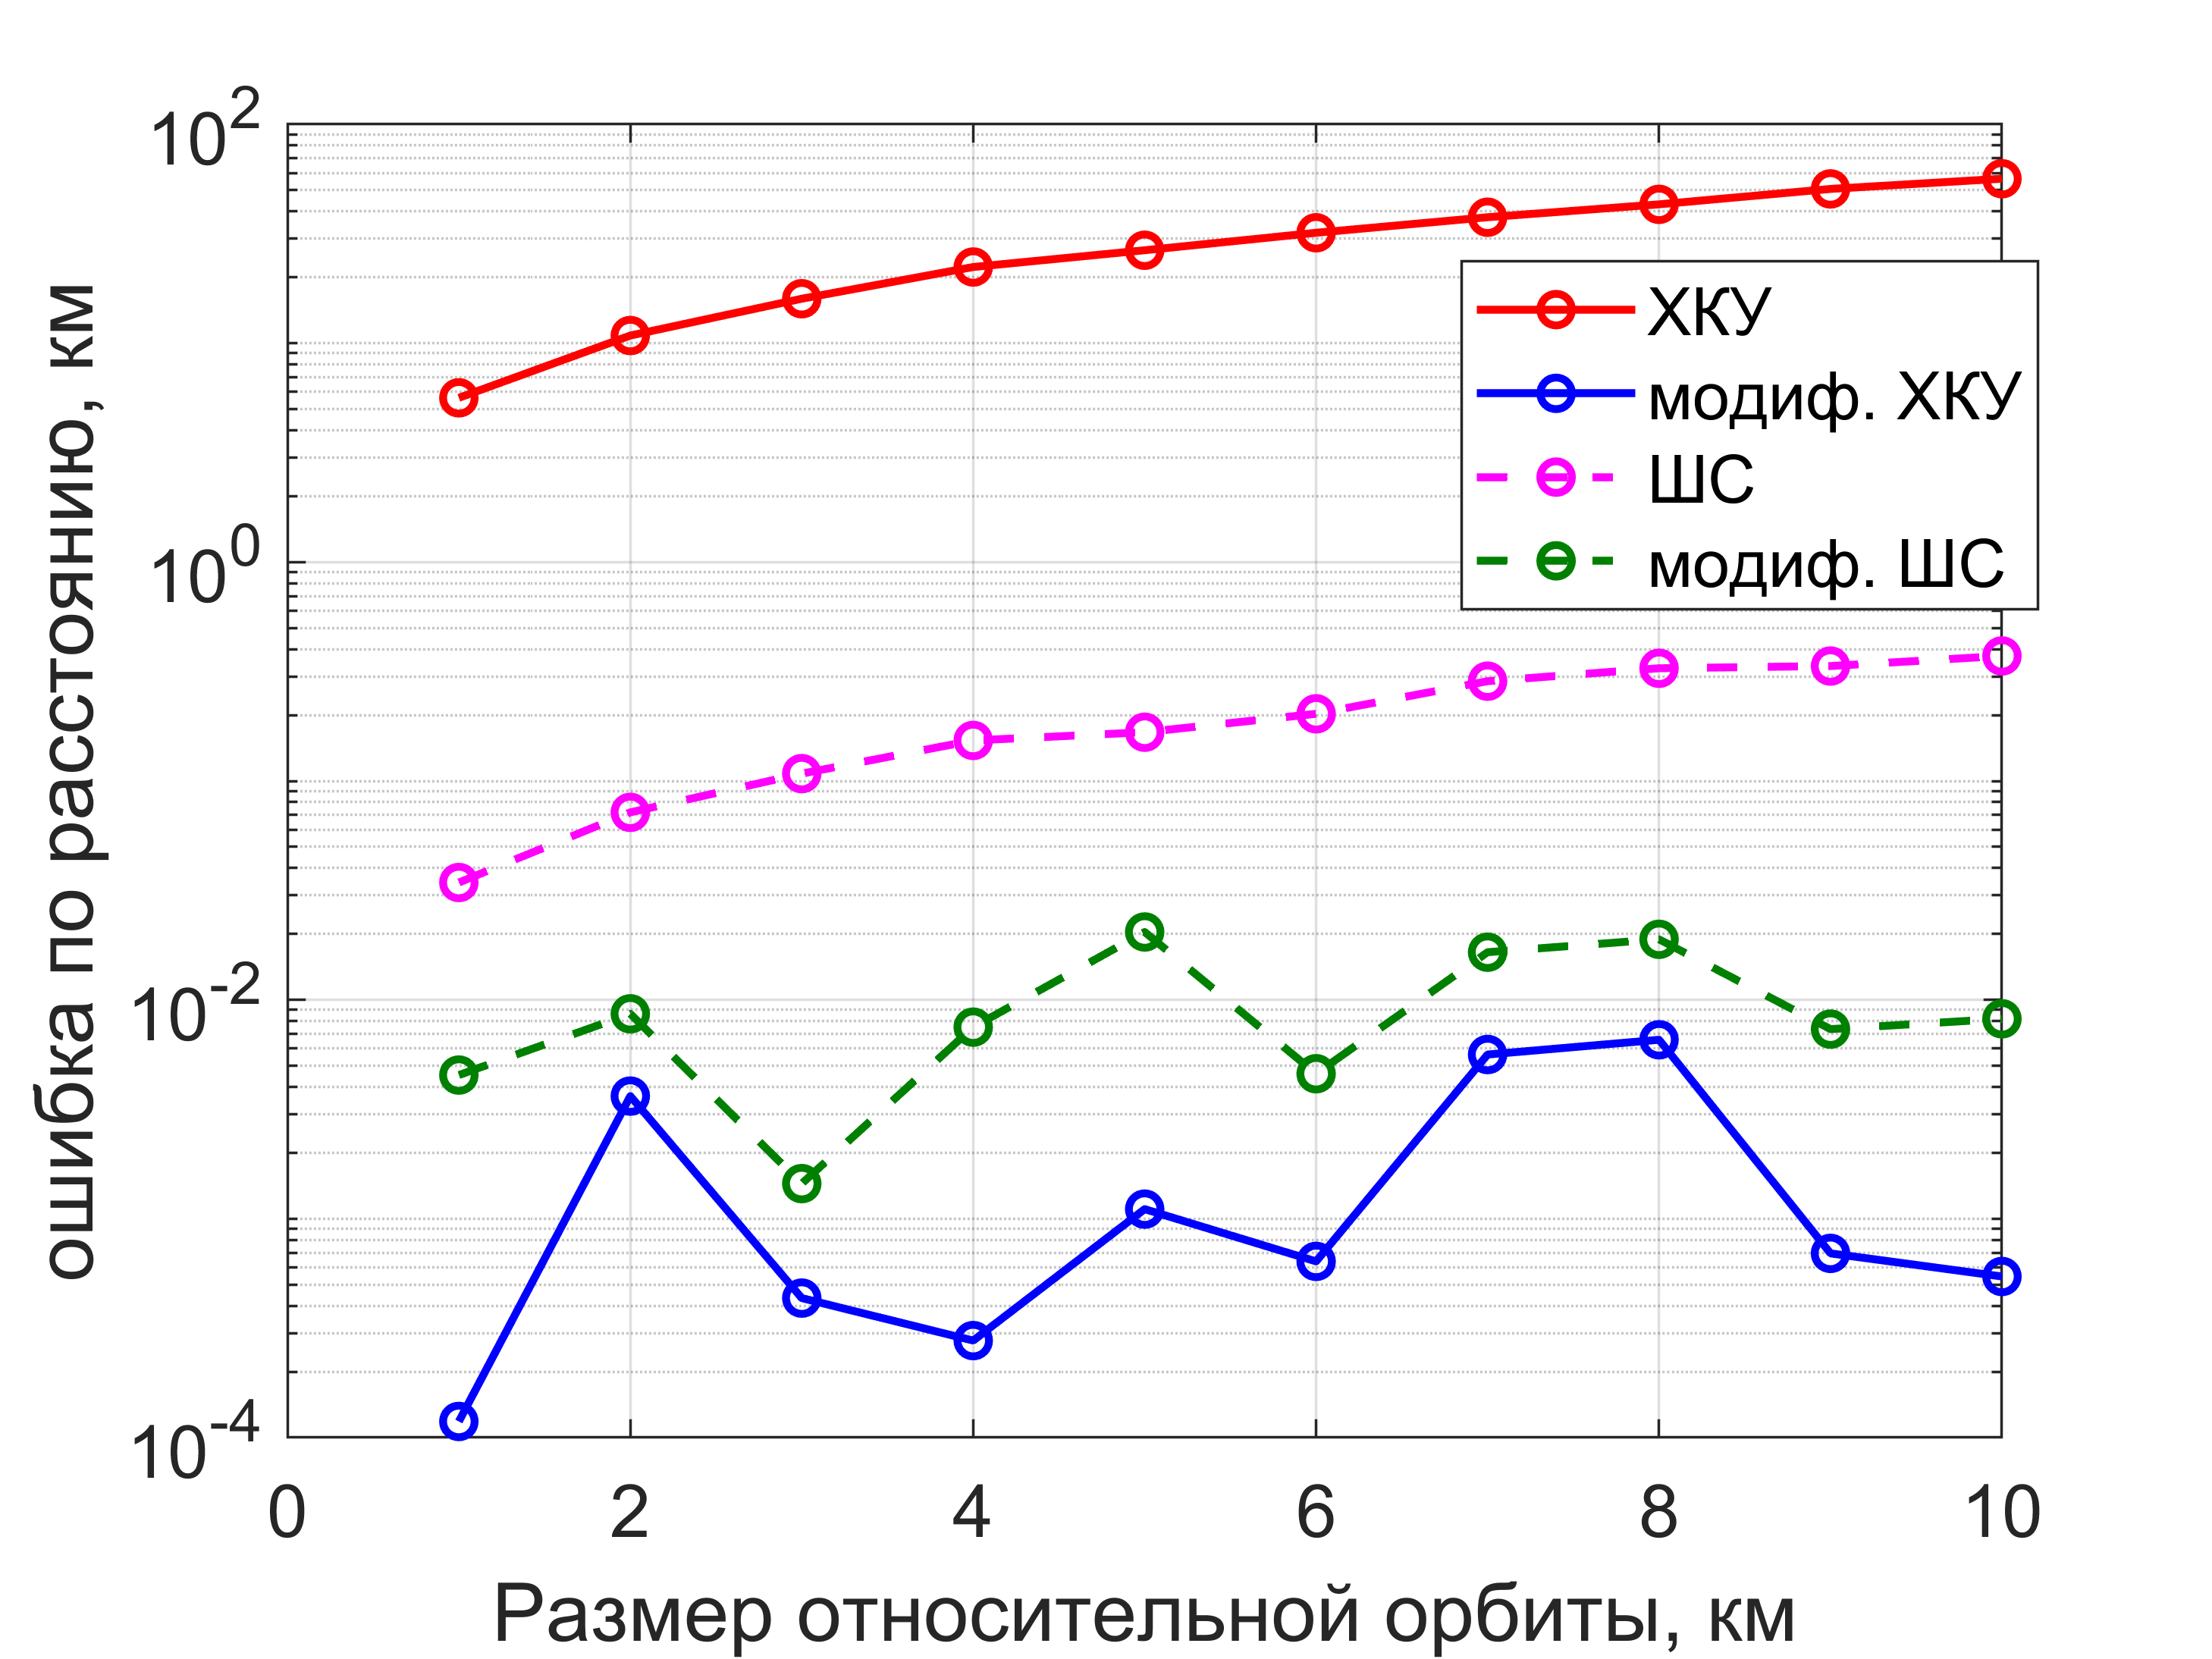 ошибка по расстоянию, км
10^2
10^0
10^-2
10^-4
ХКУ
модиф. ХКУ
ШС
модиф. ШС
0 2 4 6 8 10
Размер относительной орбиты, км